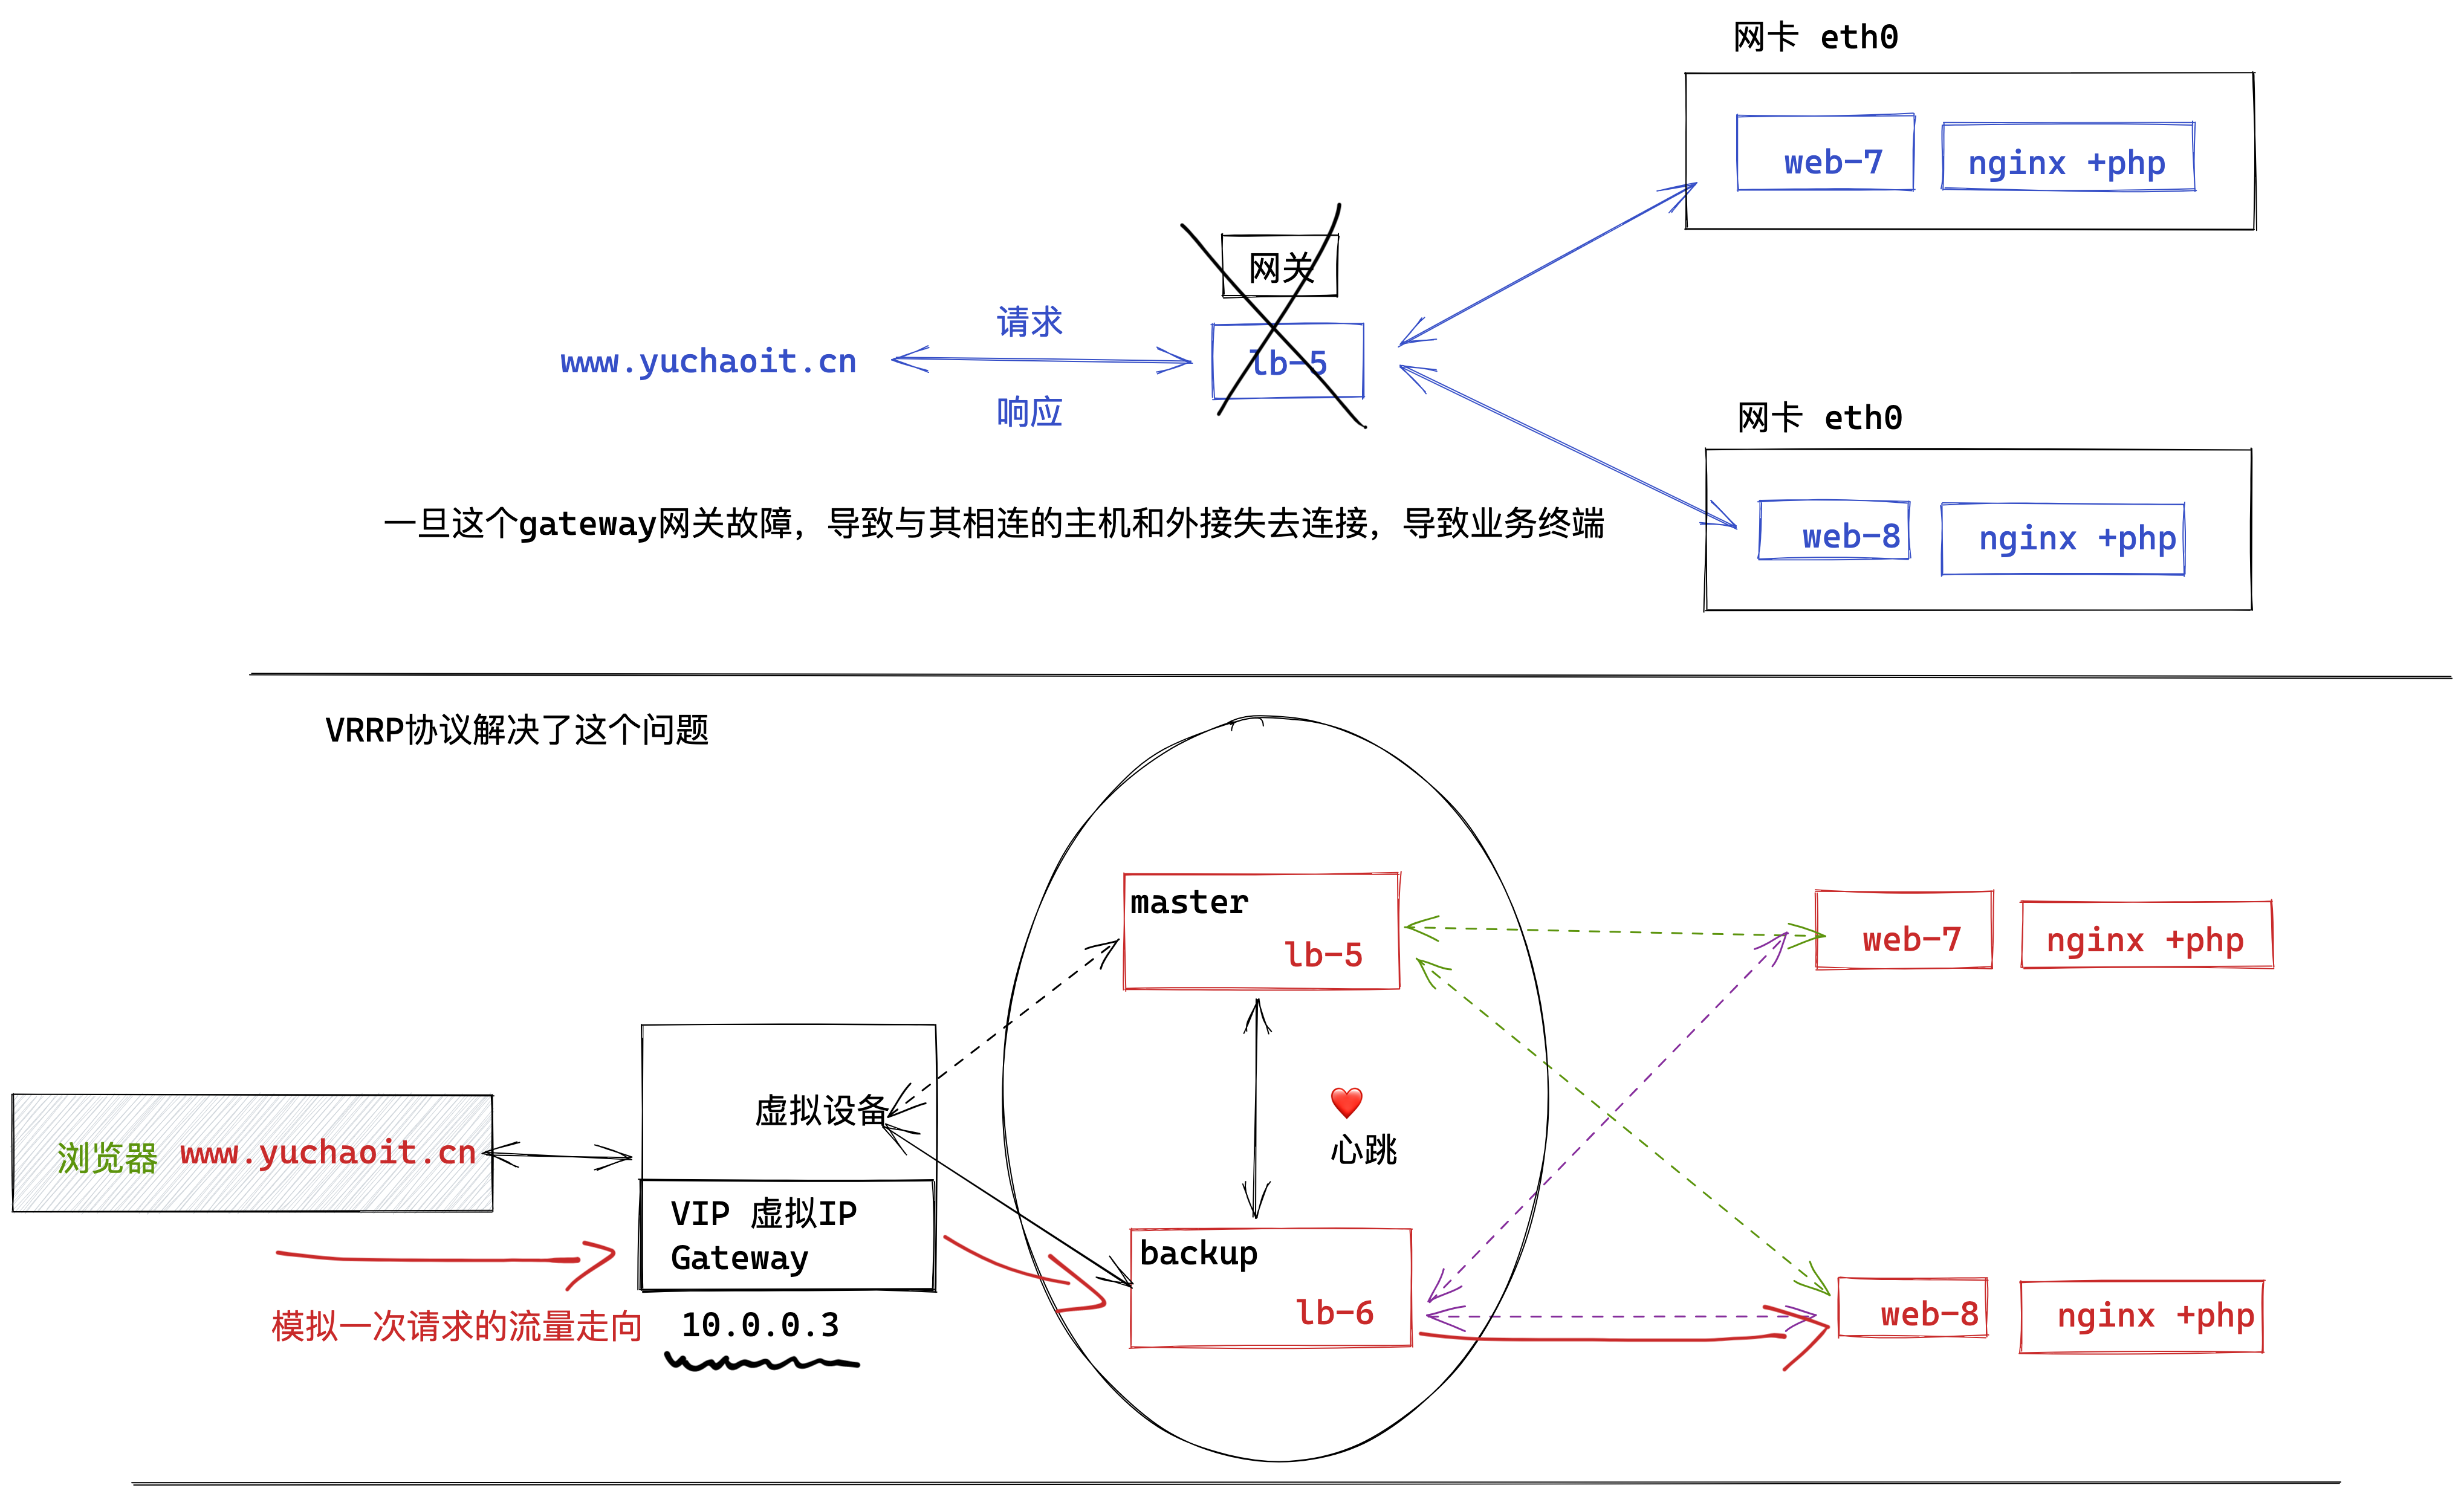 网卡 eth0
web-7
nginx +php
网关
请求
www.yuchaoit.cn
lb-5
响应
网卡 eth0
一旦这个gateway网关故障，导致与其相连的主机和外接失去连接，导致业务终端
web-8
nginx +php
VRRP协议解决了这个问题
master
lb-5
web-7
nginx +php
虚拟设备
❤️
心跳
浏览器 www.yuchaoit.cn
VIP 虚拟IP
Gateway
backup
lb-6
web-8
nginx +php
模拟一次请求的流量走向
10.0.0.3